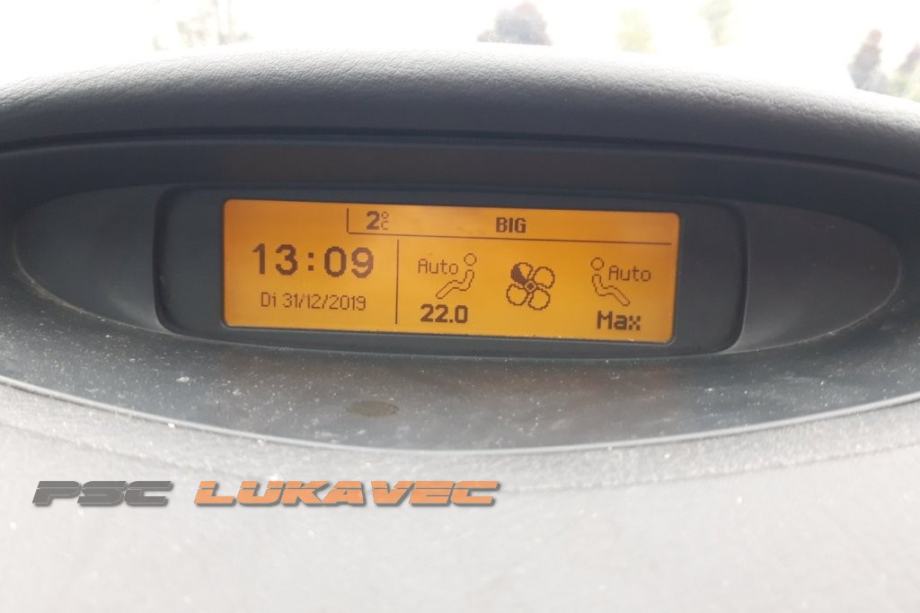 2°C BIG
13:09
Di 31/12/2019
Auto
22.0
Auto
Max
PSC LUKAVEC